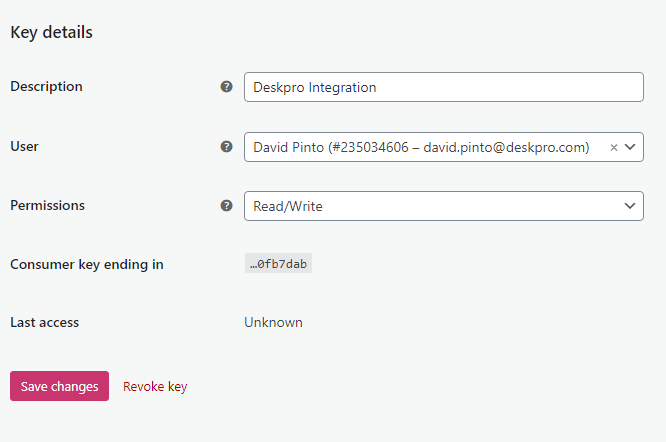 Key details
Description ? Deskpro Integration
User ? David Pinto (#235034606 – david.pinto@deskpro.com) ×
Permissions ? Read/Write
Consumer key ending in …0fb7dab
Last access Unknown
Save changes Revoke key